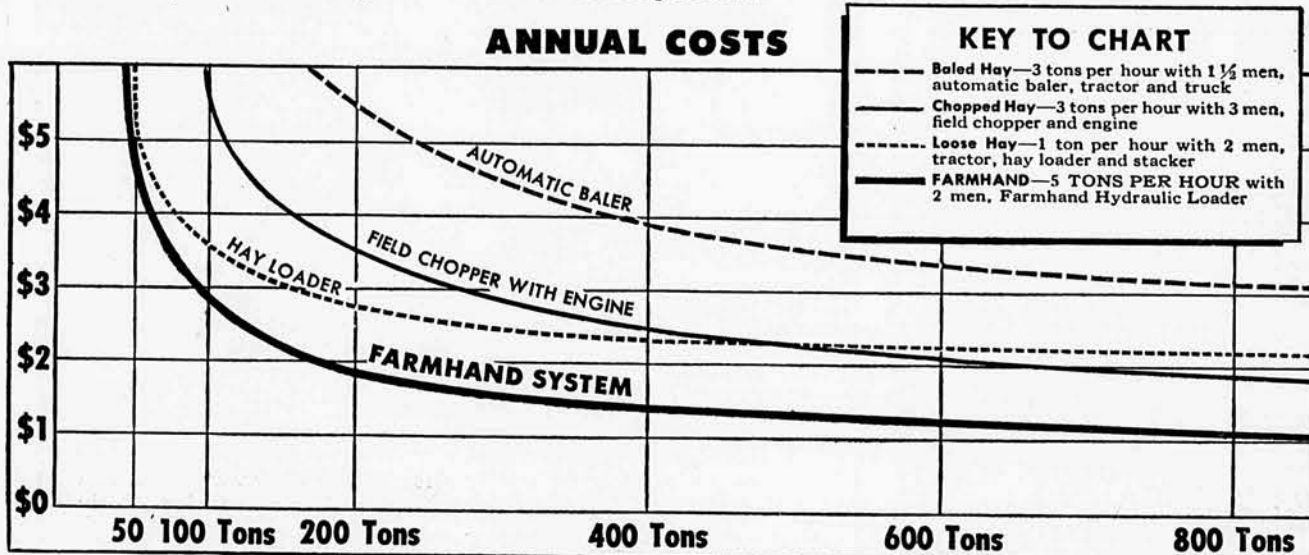 ANNUAL COSTS
KEY TO CHART
Baled Hay—3 tons per hour with 1 ½ men,
automatic baler, tractor and truck
Chopped Hay—3 tons per hour with 3 men,
field chopper and engine
Loose Hay—1 ton per hour with 2 men,
tractor, hay loader and stacker
FARMHAND—5 TONS PER HOUR with
2 men, Farmhand Hydraulic Loader
$5
$4
$3
$2
$1
$0
AUTOMATIC BALER
FIELD CHOPPER WITH ENGINE
HAY LOADER
FARMHAND SYSTEM
50 100 Tons 200 Tons 400 Tons 600 Tons 800 Tons